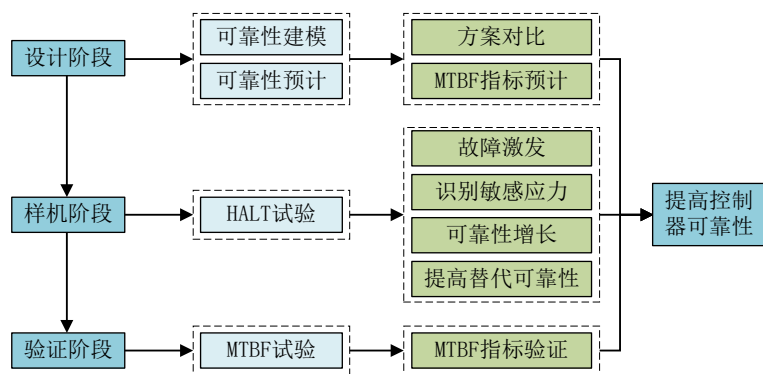 设计阶段
可靠性建模
可靠性预计
方案对比
MTBF指标预计
样机阶段
HALT试验
故障激发
识别敏感应力
可靠性增长
提高替代可靠性
提高控制
器可靠性
验证阶段
MTBF试验
MTBF指标验证